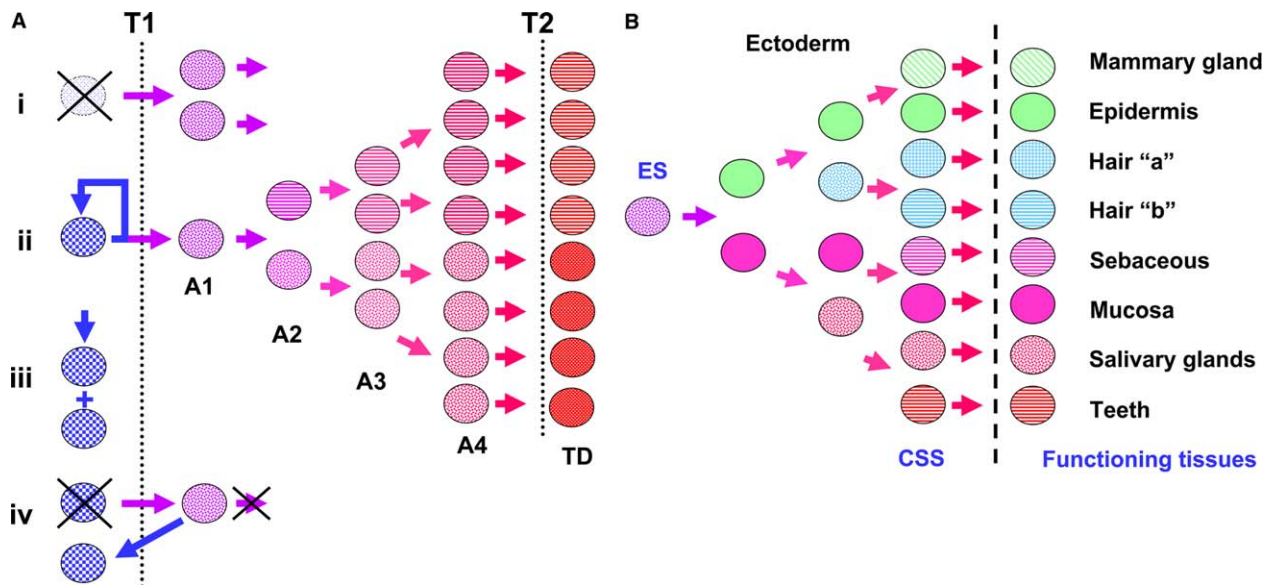 A
T1
T2
i
ii
A1
A2
iii
+
A3
A4
TD
iv
B
Ectoderm
Mammary gland
Epidermis
Hair “a”
ES
Hair “b”
Sebaceous
Mucosa
Salivary glands
Teeth
CSS
Functioning tissues